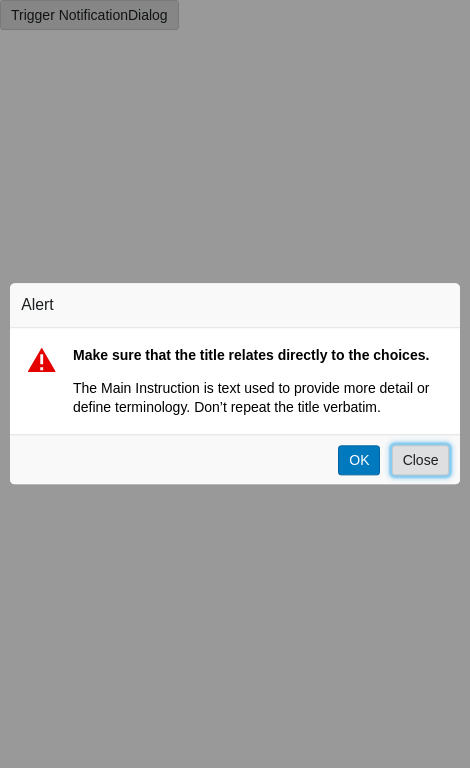 Trigger NotificationDialog
Alert
Make sure that the title relates directly to the choices.
The Main Instruction is text used to provide more detail or
define terminology. Don’t repeat the title verbatim.
OK Close